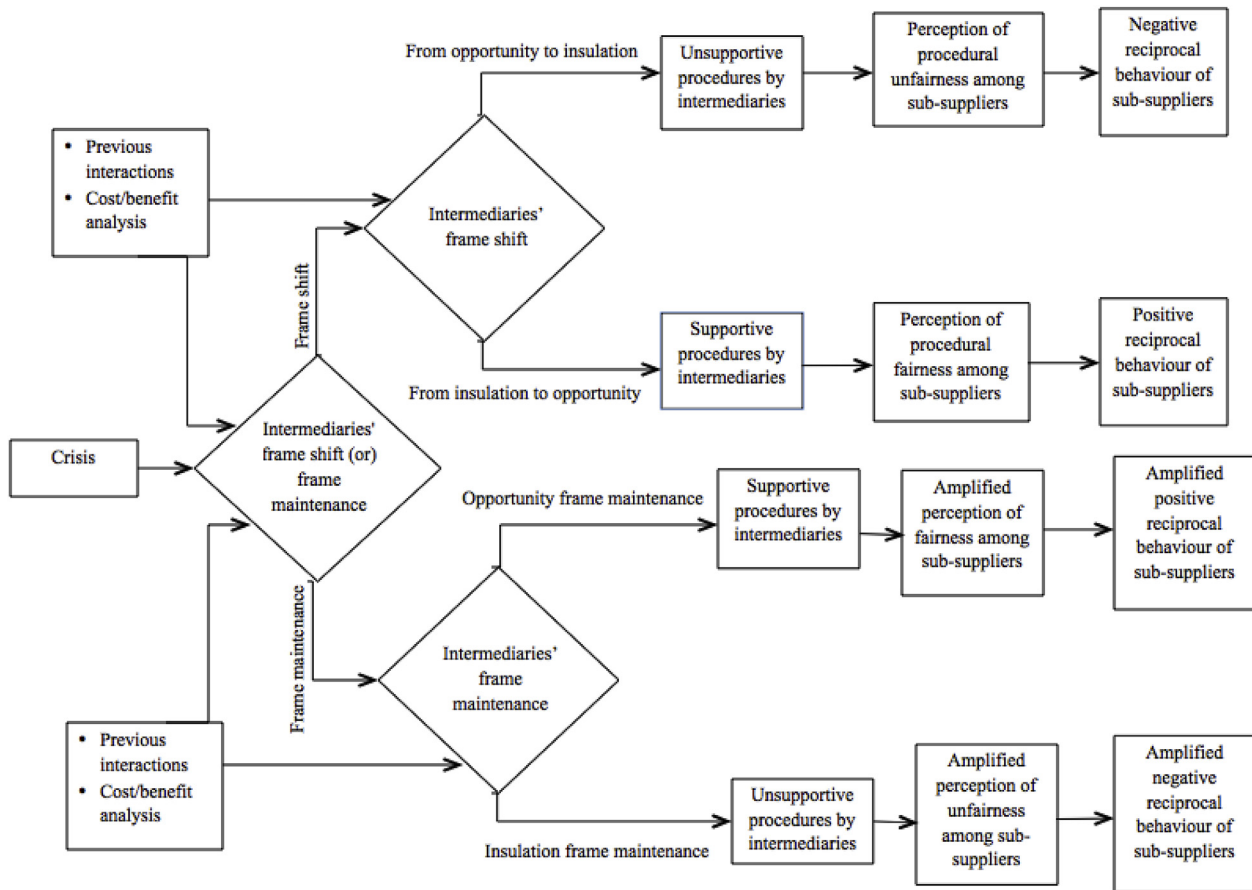 From opportunity to insulation
Unsupportive
procedures by
intermediaries
Perception of
procedural
unfairness among
sub-suppliers
Negative
reciprocal
behaviour of
sub-suppliers
• Previous
interactions
• Cost/benefit
analysis
Intermediaries’
frame shift
Frame shift
From insulation to opportunity
Supportive
procedures by
intermediaries
Perception of
procedural
fairness among
sub-suppliers
Positive
reciprocal
behaviour of
sub-suppliers
Crisis
Intermediaries'
frame shift (or)
frame
maintenance
Opportunity frame maintenance
Supportive
procedures by
intermediaries
Amplified
perception of
fairness among
sub-suppliers
Amplified
positive
reciprocal
behaviour of
sub-suppliers
Frame maintenance
Intermediaries’
frame
maintenance
• Previous
interactions
• Cost/benefit
analysis
Insulation frame maintenance
Unsupportive
procedures by
intermediaries
Amplified
perception of
unfairness
among sub-
suppliers
Amplified
negative
reciprocal
behaviour of
sub-suppliers